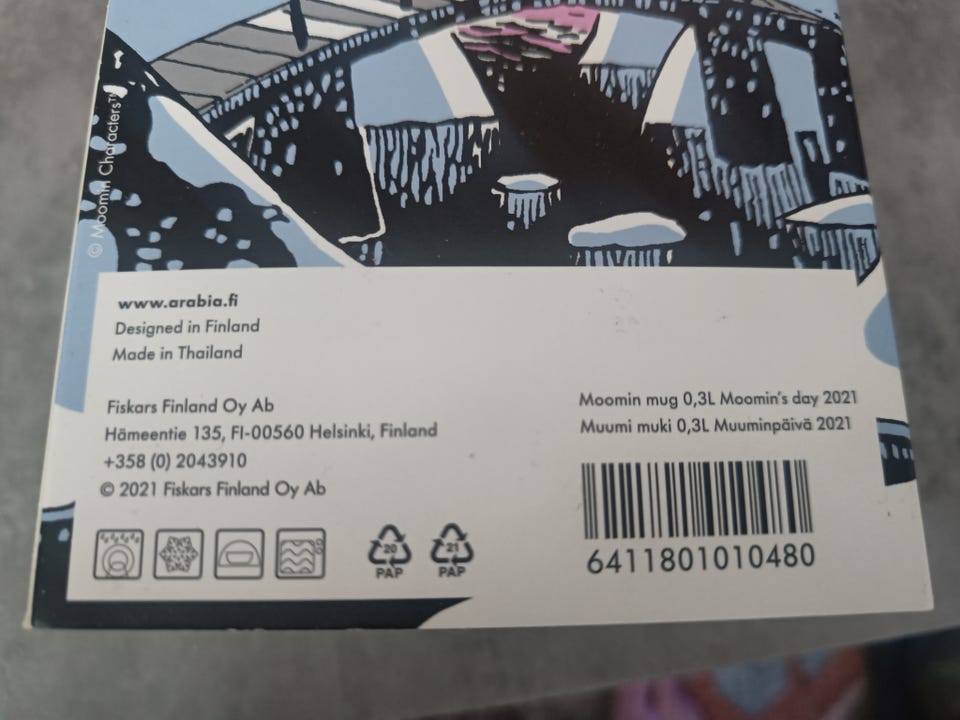 © Moomin Characters™
www.arabia.fi
Designed in Finland
Made in Thailand
Fiskars Finland Oy Ab
Hämeentie 135, FI-00560 Helsinki, Finland
+358 (0) 2043910
© 2021 Fiskars Finland Oy Ab
20
PAP
21
PAP
Moomin mug 0,3L Moomin's day 2021
Muumi muki 0,3L Muuminpäivä 2021
6411801010480